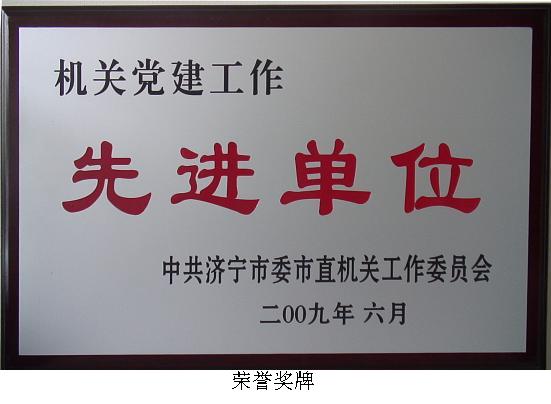 机关党建工作
先进单位
中共济宁市委市直机关工作委员会
二00九年 六月
荣誉奖牌